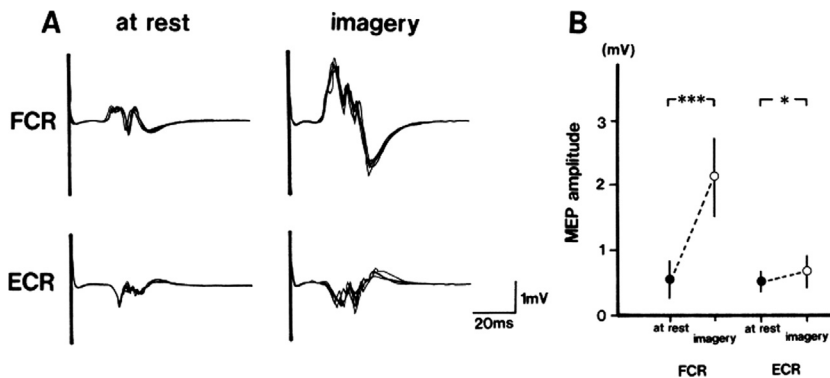 A
at rest
imagery
FCR
ECR
1mV
20ms
B
(mV)
MEP amplitude
3
2
1
0
***
*
at rest
imagery
at rest
imagery
FCR
ECR